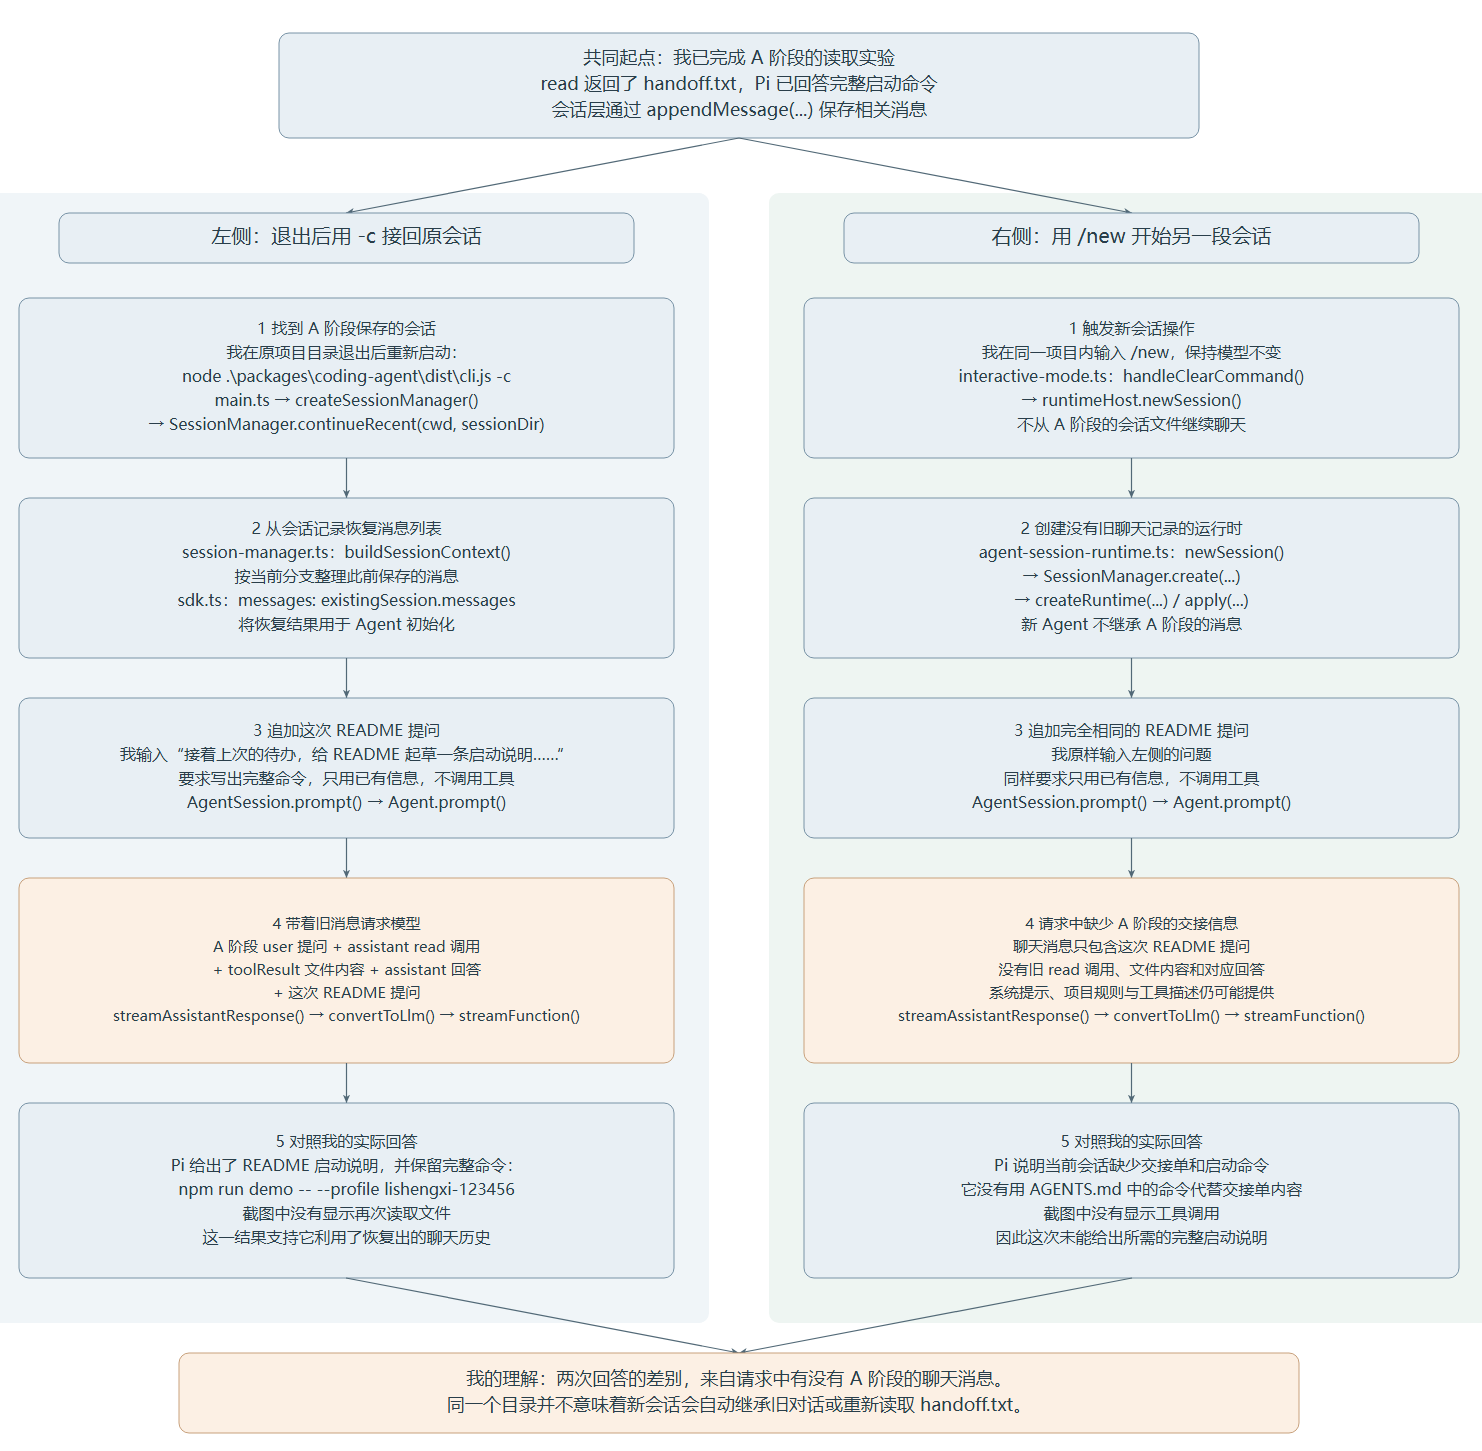 共同起点：我已完成 A 阶段的读取实验
read 返回了 handoff.txt，Pi 已回答完整启动命令
会话层通过 appendMessage(...) 保存相关消息
左侧：退出后用 -c 接回原会话
1 找到 A 阶段保存的会话
我在原项目目录退出后重新启动：
node .\packages\coding-agent\dist\cli.js -c
main.ts → createSessionManager()
→ SessionManager.continueRecent(cwd, sessionDir)
2 从会话记录恢复消息列表
session-manager.ts：buildSessionContext()
按当前分支整理此前保存的消息
sdk.ts：messages: existingSession.messages
将恢复结果用于 Agent 初始化
3 追加这次 README 提问
我输入“接着上次的待办，给 README 起草一条启动说明……“
要求写出完整命令，只用已有信息，不调用工具
AgentSession.prompt() → Agent.prompt()
4 带着旧消息请求模型
A 阶段 user 提问 + assistant read 调用
+ toolResult 文件内容 + assistant 回答
+ 这次 README 提问
streamAssistantResponse() → convertToLlm() → streamFunction()
5 对照我的实际回答
Pi 给出了 README 启动说明，并保留完整命令：
npm run demo -- --profile lishengxi-123456
截图中没有显示再次读取文件
这一结果支持它利用了恢复出的聊天历史
右侧：用 /new 开始另一段会话
1 触发新会话操作
我在同一项目内输入 /new，保持模型不变
interactive-mode.ts：handleClearCommand()
→ runtimeHost.newSession()
不从 A 阶段的会话文件继续聊天
2 创建没有旧聊天记录的运行时
agent-session-runtime.ts：newSession()
→ SessionManager.create(...)
→ createRuntime(...) / apply(...)
新 Agent 不继承 A 阶段的消息
3 追加完全相同的 README 提问
我原样输入左侧的问题
同样要求只用已有信息，不调用工具
AgentSession.prompt() → Agent.prompt()
4 请求中缺少 A 阶段的交接信息
聊天消息只包含这次 README 提问
没有旧 read 调用、文件内容和对应回答
系统提示、项目规则与工具描述仍可能提供
streamAssistantResponse() → convertToLlm() → streamFunction()
5 对照我的实际回答
Pi 说明当前会话缺少交接单和启动命令
它没有用 AGENTS.md 中的命令代替交接单内容
截图中没有显示工具调用
因此这次未能给出所需的完整启动说明
我的理解：两次回答的差别，来自请求中有没有 A 阶段的聊天消息。
同一个目录并不意味着新会话会自动继承旧对话或重新读取 handoff.txt。